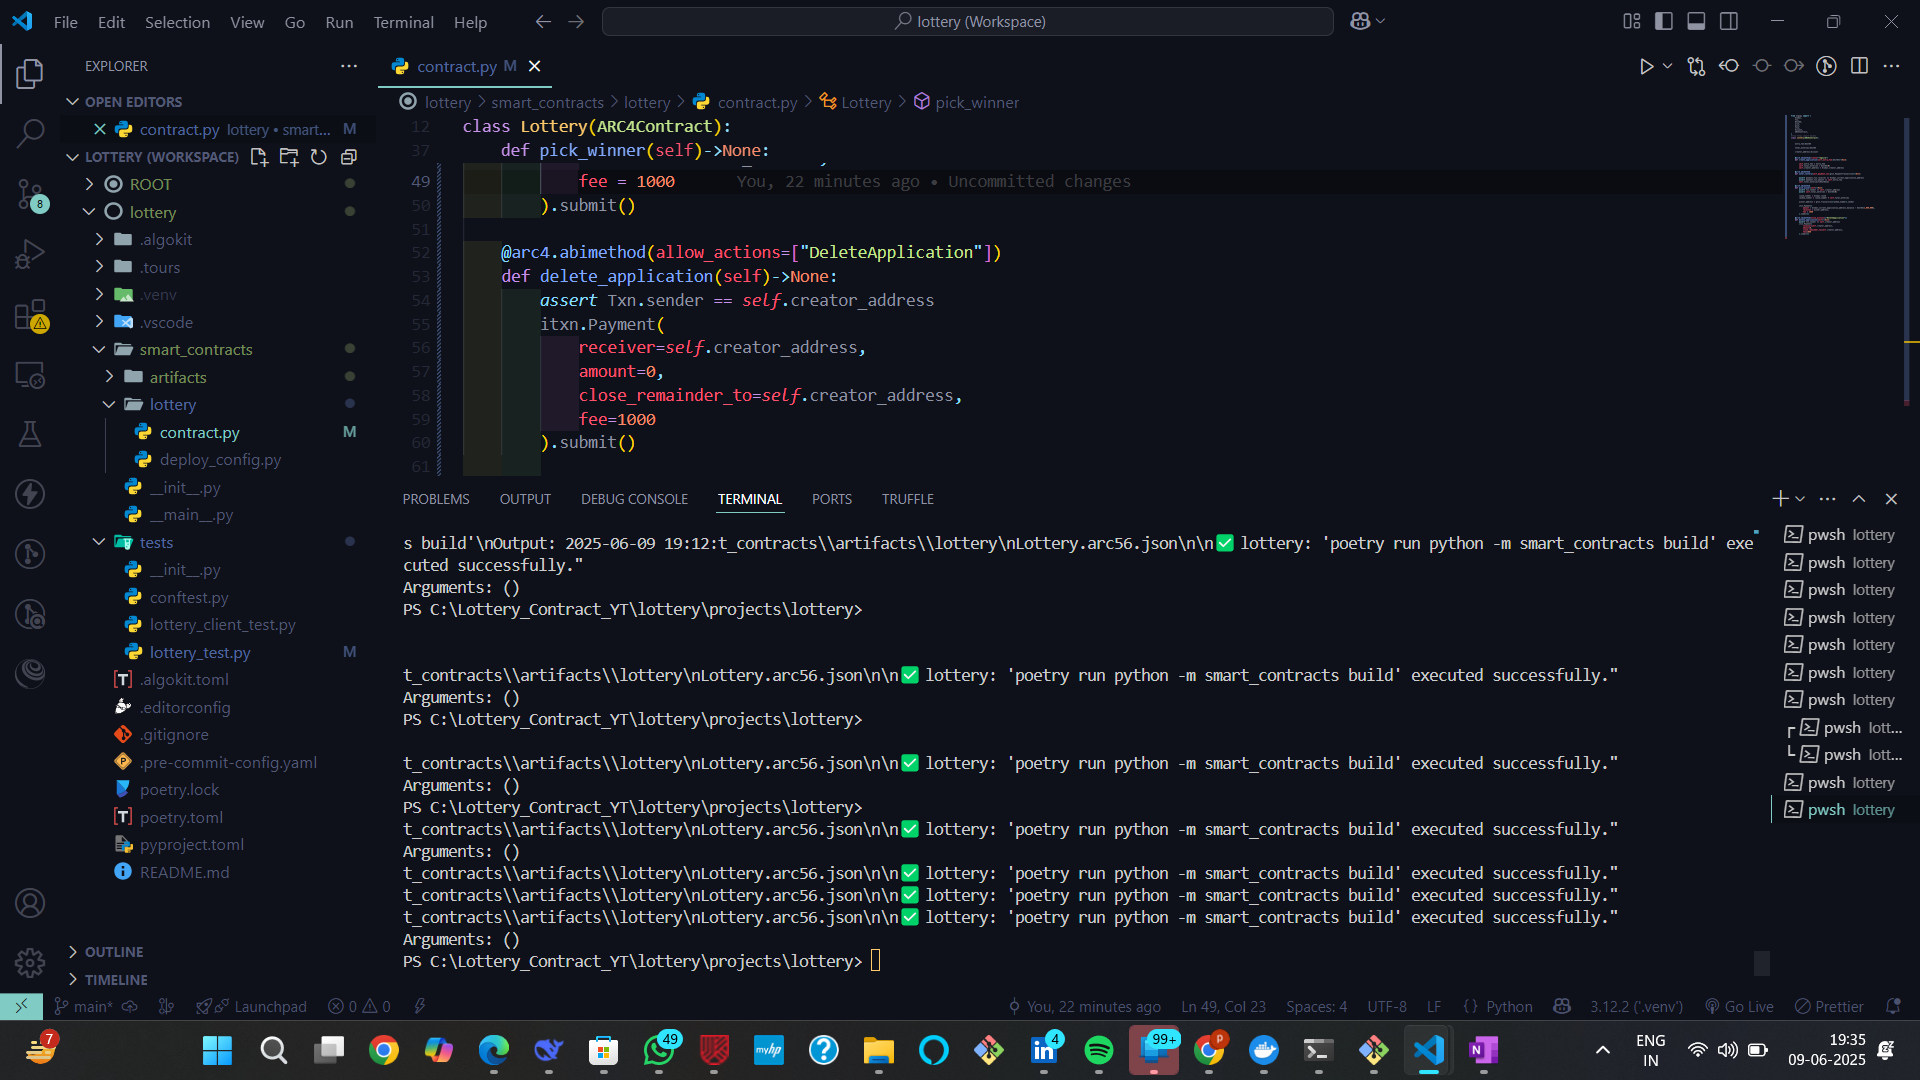 File Edit Selection View Go Run Terminal Help
lottery (Workspace)
EXPLORER
OPEN EDITORS
contract.py lottery • smart... M
LOTTERY (WORKSPACE)
ROOT
lottery
.algokit
.tours
.venv
.vscode
smart_contracts
artifacts
lottery
contract.py M
deploy_config.py
__init__.py
__main__.py
tests
__init__.py
conftest.py
lottery_client_test.py
lottery_test.py M
.algokit.toml
.editorconfig
.gitignore
.pre-commit-config.yaml
poetry.lock
poetry.toml
pyproject.toml
README.md
OUTLINE
TIMELINE
8
contract.py M
lottery > smart_contracts > lottery > contract.py > Lottery > pick_winner
12 class Lottery(ARC4Contract):
37 def pick_winner(self)->None:
49 fee = 1000 You, 22 minutes ago • Uncommitted changes
50 ).submit()
51
52 @arc4.abimethod(allow_actions=["DeleteApplication"])
53 def delete_application(self)->None:
54 assert Txn.sender == self.creator_address
55 itxn.Payment(
56 receiver=self.creator_address,
57 amount=0,
58 close_remainder_to=self.creator_address,
59 fee=1000
60 ).submit()
61
PROBLEMS OUTPUT DEBUG CONSOLE TERMINAL PORTS TRUFFLE
s build'\nOutput: 2025-06-09 19:12:t_contracts\\artifacts\\lottery\nLottery.arc56.json\n\n✅ lottery: 'poetry run python -m smart_contracts build' exe
cuted successfully."
Arguments: ()
PS C:\Lottery_Contract_YT\lottery\projects\lottery>
t_contracts\\artifacts\\lottery\nLottery.arc56.json\n\n✅ lottery: 'poetry run python -m smart_contracts build' executed successfully."
Arguments: ()
PS C:\Lottery_Contract_YT\lottery\projects\lottery>
t_contracts\\artifacts\\lottery\nLottery.arc56.json\n\n✅ lottery: 'poetry run python -m smart_contracts build' executed successfully."
Arguments: ()
PS C:\Lottery_Contract_YT\lottery\projects\lottery>
t_contracts\\artifacts\\lottery\nLottery.arc56.json\n\n✅ lottery: 'poetry run python -m smart_contracts build' executed successfully."
Arguments: ()
t_contracts\\artifacts\\lottery\nLottery.arc56.json\n\n✅ lottery: 'poetry run python -m smart_contracts build' executed successfully."
t_contracts\\artifacts\\lottery\nLottery.arc56.json\n\n✅ lottery: 'poetry run python -m smart_contracts build' executed successfully."
t_contracts\\artifacts\\lottery\nLottery.arc56.json\n\n✅ lottery: 'poetry run python -m smart_contracts build' executed successfully."
Arguments: ()
PS C:\Lottery_Contract_YT\lottery\projects\lottery>
pwsh lottery
pwsh lottery
pwsh lottery
pwsh lottery
pwsh lottery
pwsh lottery
pwsh lottery
pwsh lott...
pwsh lott...
pwsh lottery
pwsh lottery
main* Launchpad 0 0 You, 22 minutes ago Ln 49, Col 23 Spaces: 4 UTF-8 LF {} Python 3.12.2 ('.venv') Go Live Prettier
7 myhp 49 4 99+ P
ENG
IN
19:35
09-06-2025